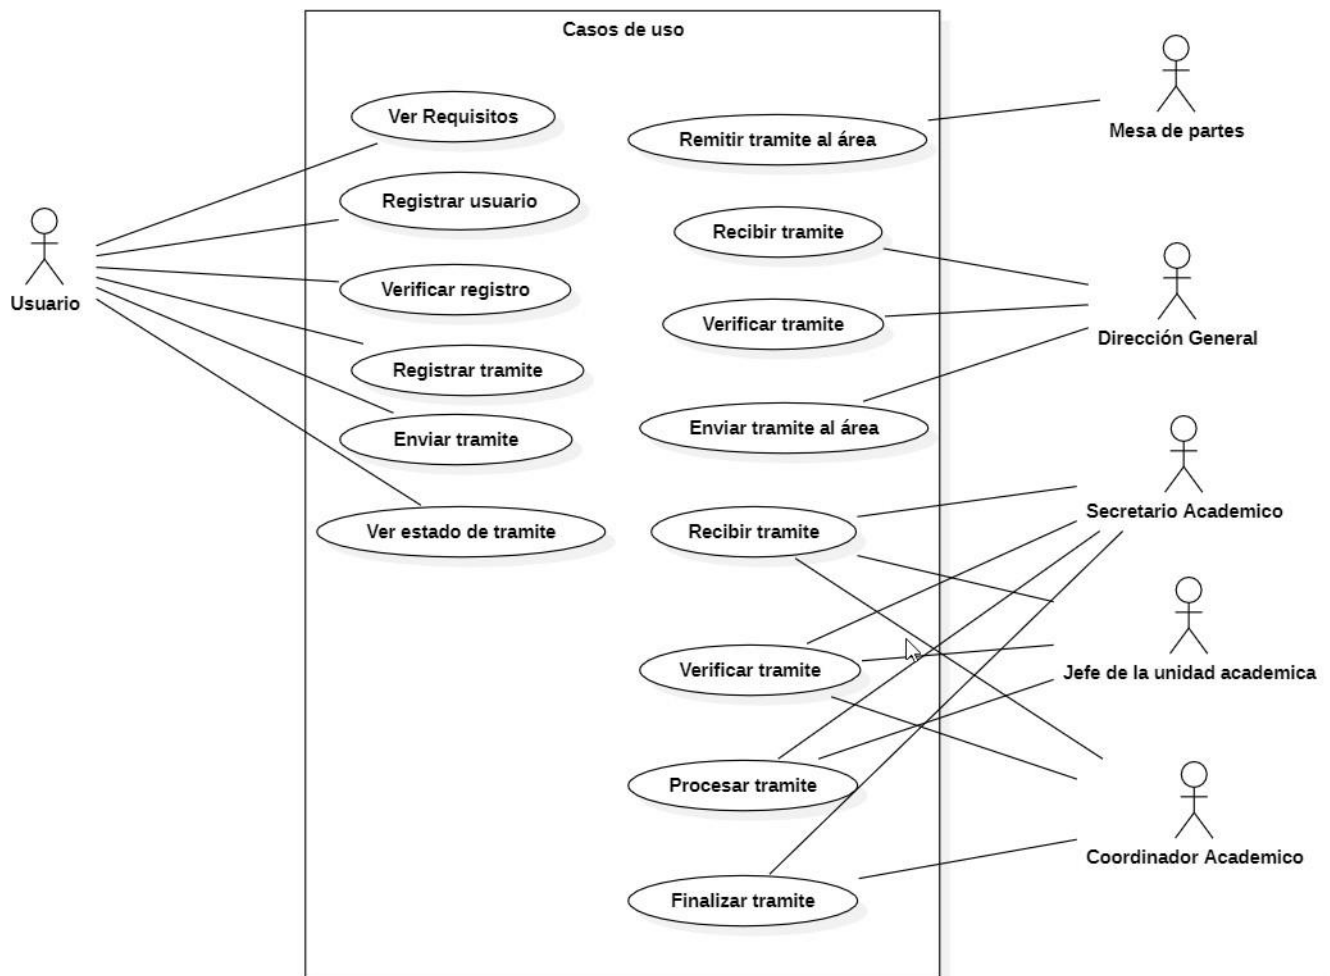 Casos de uso
Ver Requisitos
Registrar usuario
Verificar registro
Registrar tramite
Enviar tramite
Ver estado de tramite
Usuario
Remitir tramite al área
Recibir tramite
Verificar tramite
Enviar tramite al área
Recibir tramite
Verificar tramite
Procesar tramite
Finalizar tramite
Mesa de partes
Dirección General
Secretario Academico
Jefe de la unidad academica
Coordinador Academico